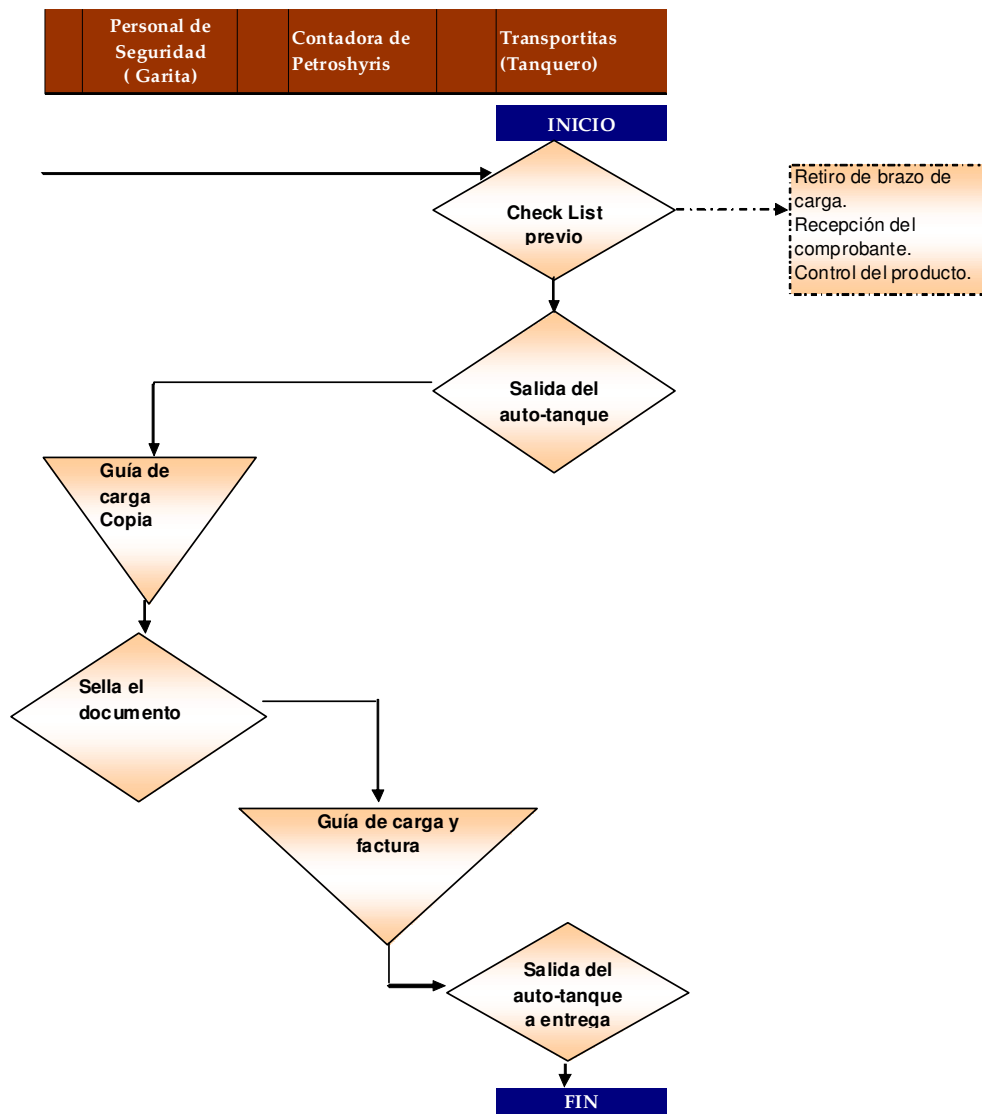 Personal de
Seguridad
( Garita)
Contadora de
Petroshyris
Transportitas
(Tanquero)
INICIO
Check List
previo
Retiro de brazo de
carga.
Recepción del
comprobante.
Control del producto.
Salida del
auto-tanque
Guía de
carga
Copia
Sella el
documento
Guía de carga y
factura
Salida del
auto-tanque
a entrega
FIN